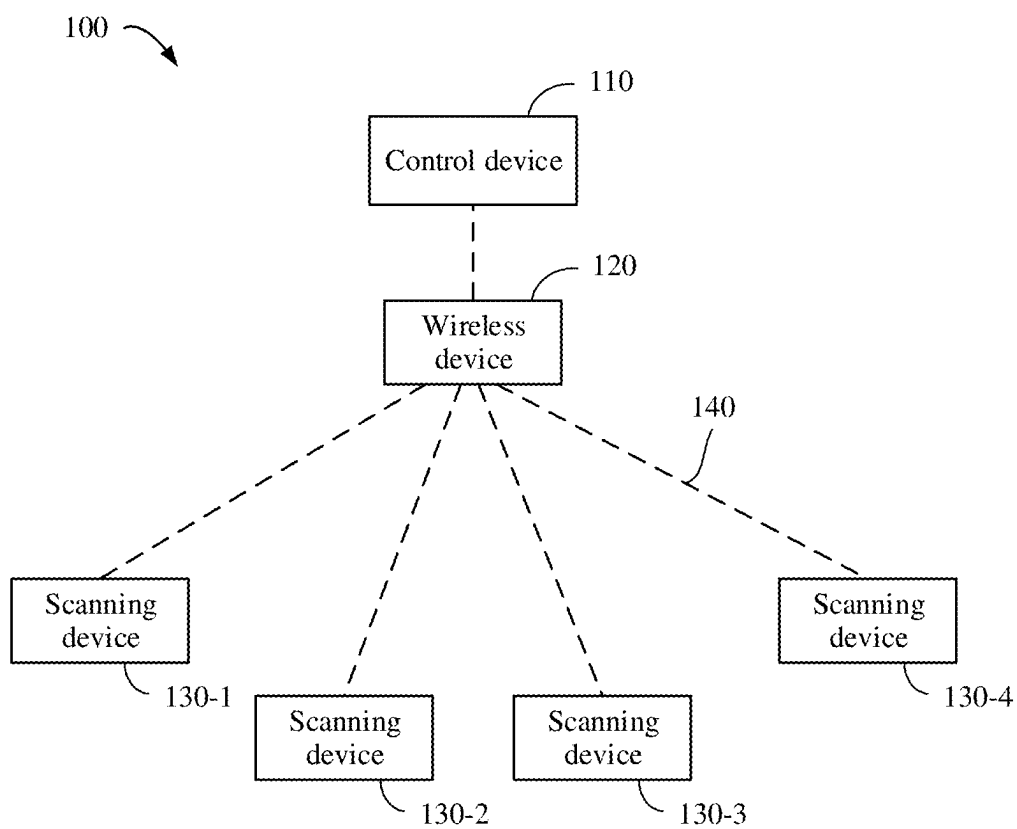 100
110
Control device
120
Wireless
device
140
Scanning
device
130-1
Scanning
device
130-2
Scanning
device
130-3
Scanning
device
130-4